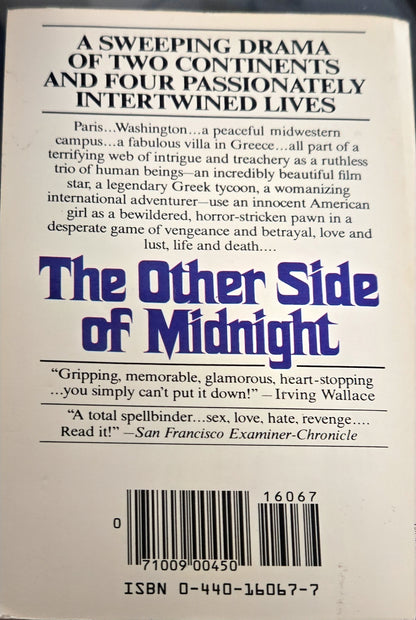 A SWEEPING DRAMA
OF TWO CONTINENTS
AND FOUR PASSIONATELY
INTERTWINED LIVES
Paris...Washington...a peaceful midwestern
campus...a fabulous villa in Greece...all part of a
terrifying web of intrigue and treachery as a ruthless
trio of human beings—an incredibly beautiful film
star, a legendary Greek tycoon, a womanizing
international adventurer—use an innocent American
girl as a bewildered, horror-stricken pawn in a
desperate game of vengeance and betrayal, love and
lust, life and death....
The Other Side
of Midnight
“Gripping, memorable, glamorous, heart-stopping
...you simply can’t put it down!” —Irving Wallace
“A total spellbinder...sex, love, hate, revenge....
Read it!” —San Francisco Examiner-Chronicle
16067
0
71009 00450
ISBN 0-440-16067-7